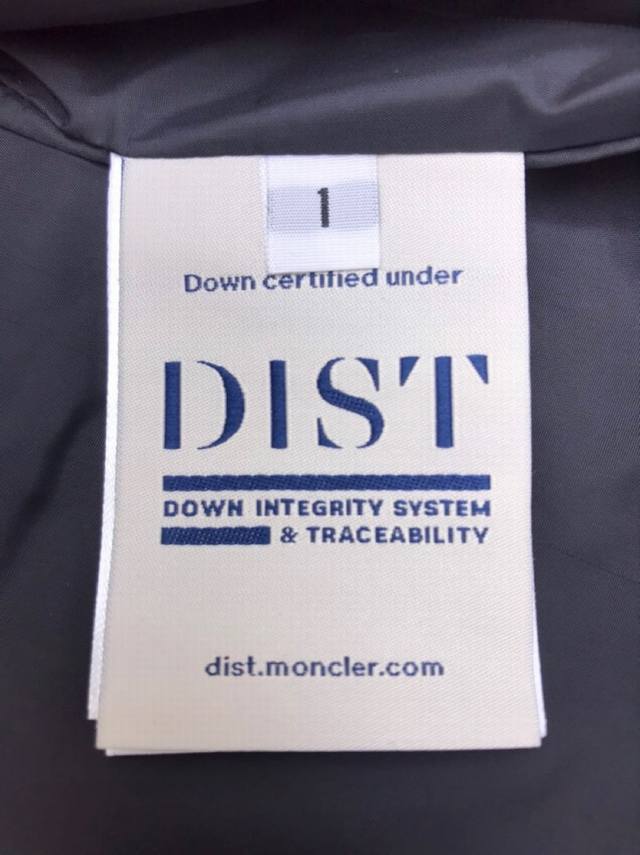 1
Down certified under
DIST
DOWN INTEGRITY SYSTEM
& TRACEABILITY
dist.moncler.com